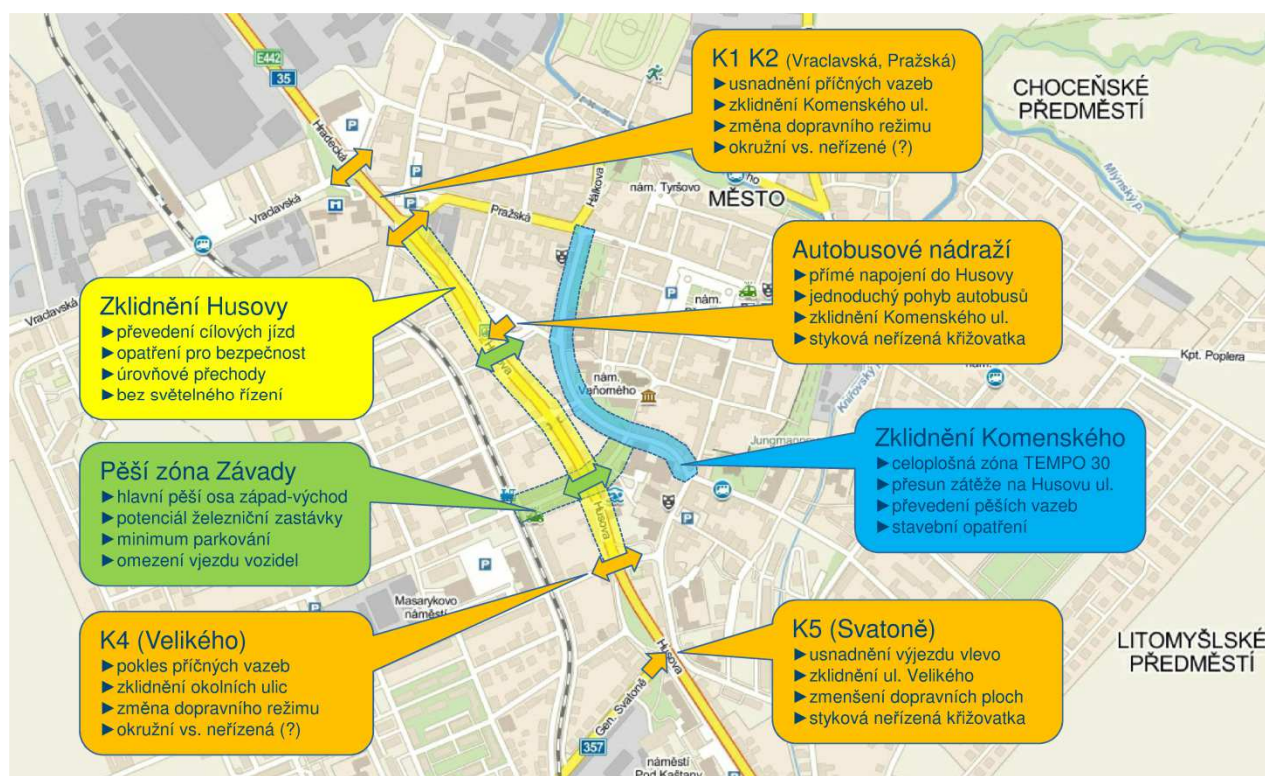 E442
35
Hradecká
K1 K2 (Vraclavská, Pražská)
►usnadnění příčných vazeb
►zklidnění Komenského ul.
►změna dopravního režimu
►okružní vs. neřízené (?)
CHOCEŇSKÉ
PŘEDMĚSTÍ
Mlýnský p.
Vraclavská
Pražská
Hálkova
nám. Tyršovo
MĚSTO
Autobusové nádraží
►přímé napojení do Husovy
►jednoduchý pohyb autobusů
►zklidnění Komenského ul.
►styková neřízená křižovatka
Zklidnění Husovy
►převedení cílových jízd
►opatření pro bezpečnost
►úrovňové přechody
►bez světelného řízení
Vraclavská
nám.
Kpt. Poplera
nám.
nám.
Vaňorného
Zklidnění Komenského
►celoplošná zóna TEMPO 30
►přesun zátěže na Husovu ul.
►převedení pěších vazeb
►stavební opatření
Pěší zóna Závady
►hlavní pěší osa západ-východ
►potenciál železniční zastávky
►minimum parkování
►omezení vjezdu vozidel
Husova
Masarykovo
náměstí
K4 (Velikého)
►pokles příčných vazeb
►zklidnění okolních ulic
►změna dopravního režimu
►okružní vs. neřízená (?)
Husova
K5 (Svatoně)
►usnadnění výjezdu vlevo
►zklidnění ul. Velikého
►zmenšení dopravních ploch
►styková neřízená křižovatka
LITOMYŠLSKÉ
PŘEDMĚSTÍ
Gen. Svatoně
357
náměstí
Pod Kaštany